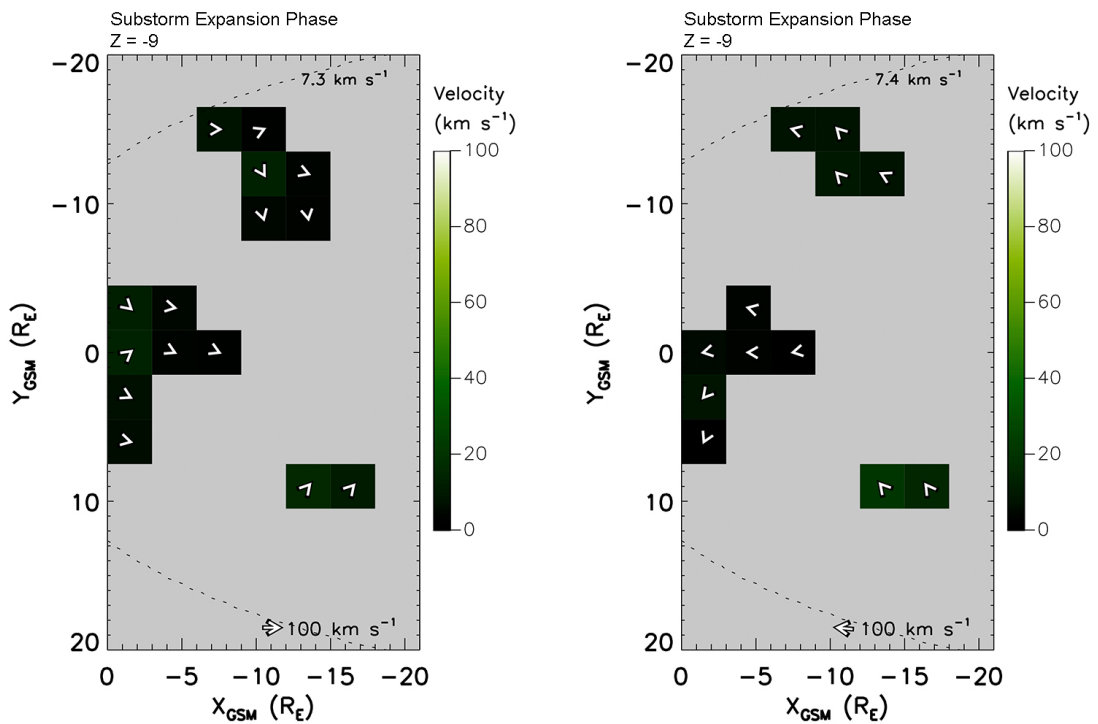 Substorm Expansion Phase
Z = -9
−20
−10
0
10
20
Y_GSM (R_E)
0
−5
−10
−15
−20
X_GSM (R_E)
7.3 km s⁻¹
100 km s⁻¹
Velocity
(km s⁻¹)
100
80
60
40
20
0
Substorm Expansion Phase
Z = -9
−20
−10
0
10
20
Y_GSM (R_E)
0
−5
−10
−15
−20
X_GSM (R_E)
7.4 km s⁻¹
100 km s⁻¹
Velocity
(km s⁻¹)
100
80
60
40
20
0